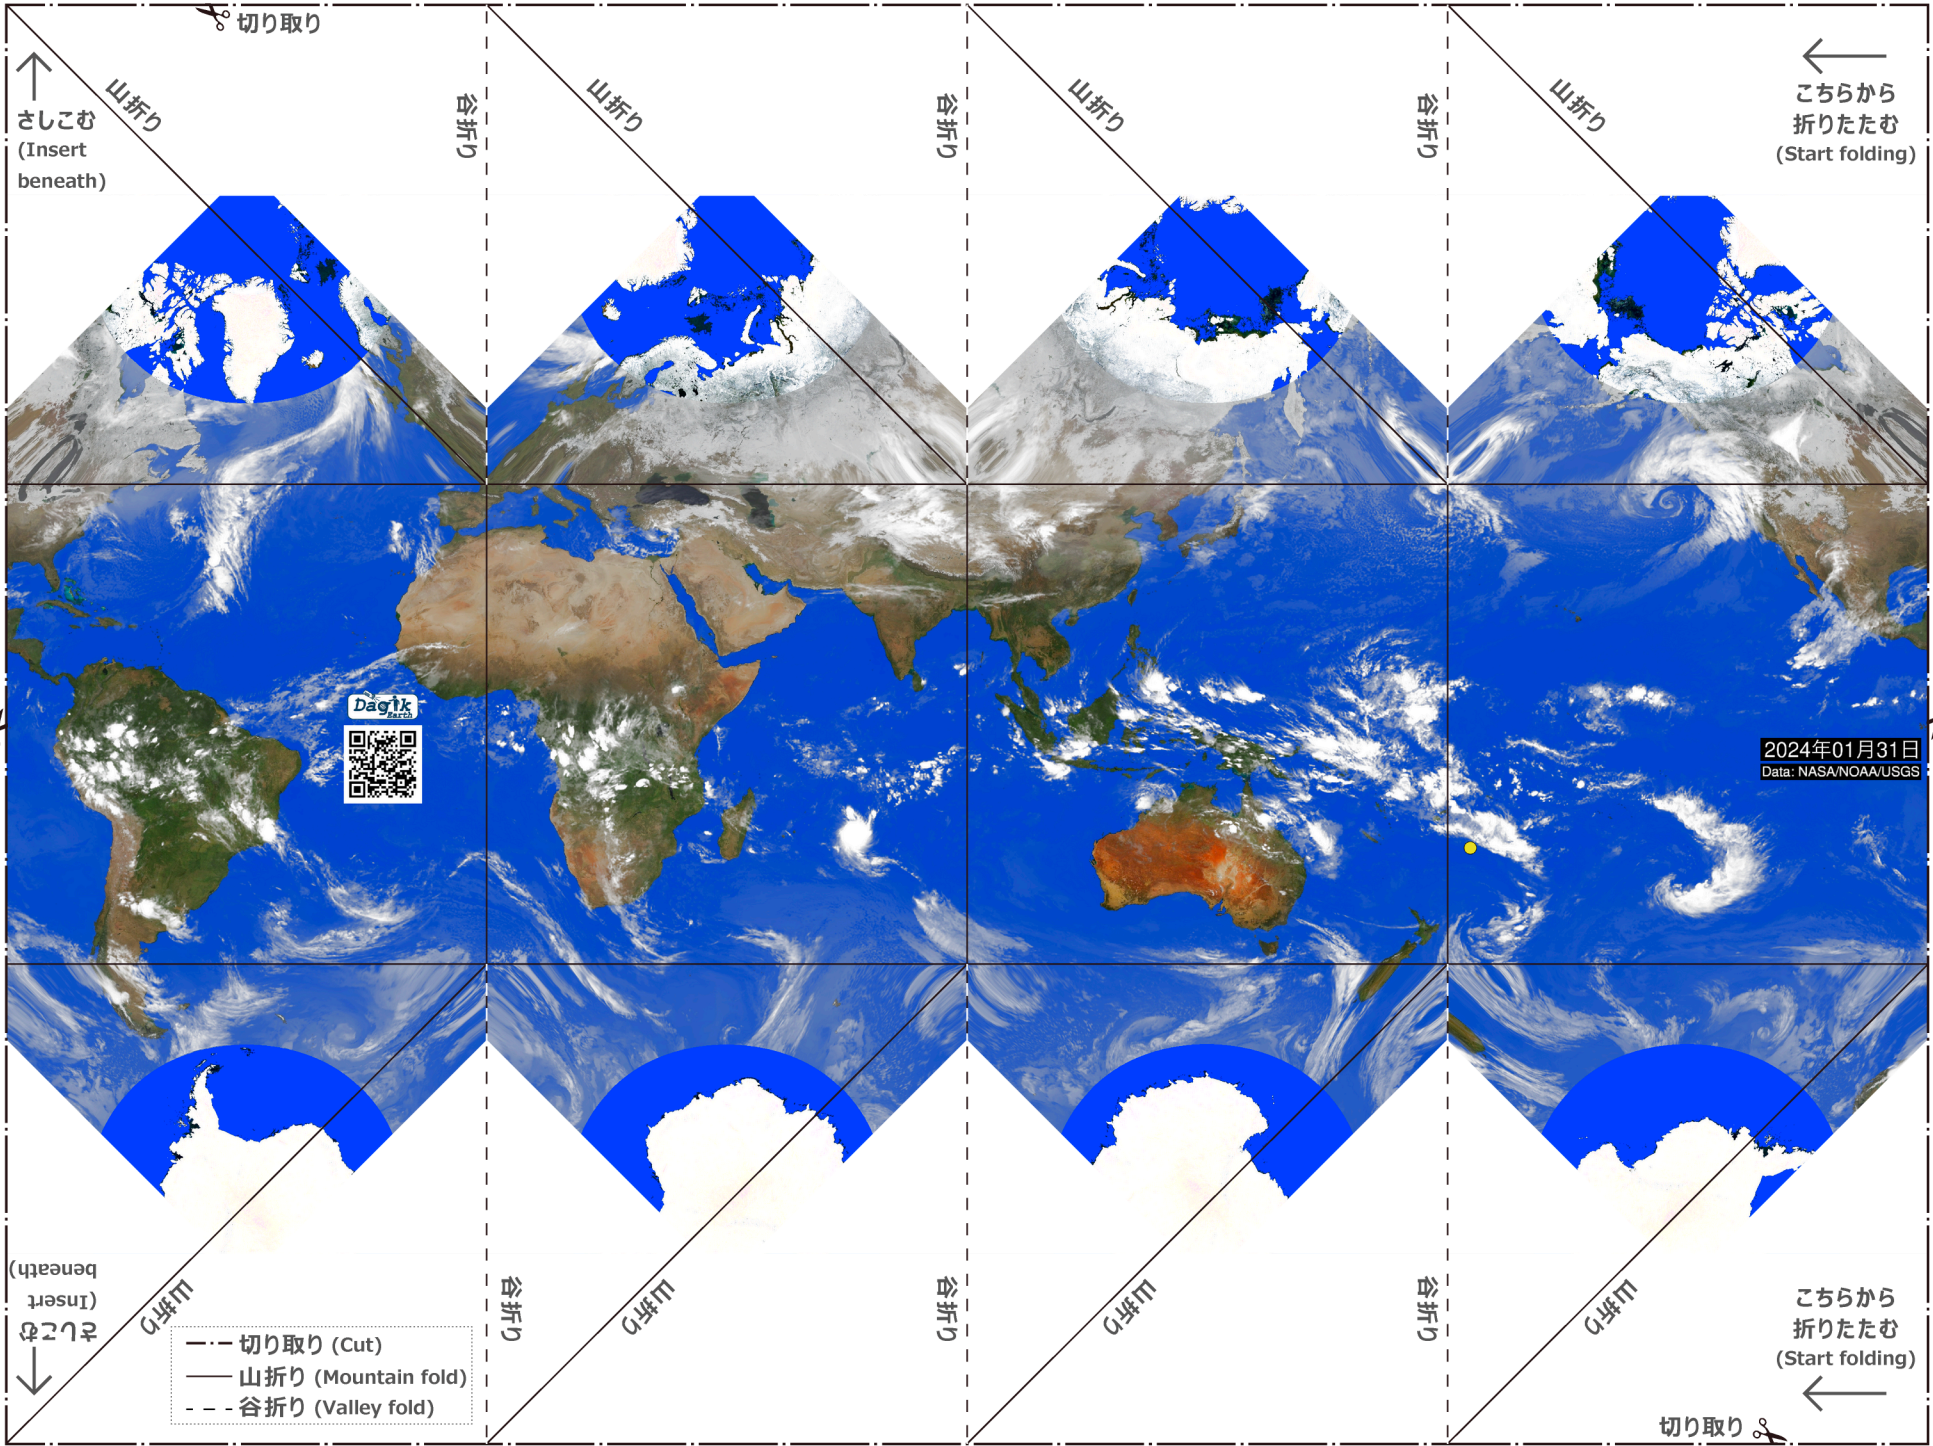 切り取り
山折り
谷折り
山折り
谷折り
山折り
谷折り
山折り
さしこむ
(Insert
beneath)
こちらから
折りたたむ
(Start folding)
Dagik
Earth
2024年01月31日
Data: NASA/NOAA/USGS
さしこむ
(Insert
beneath)
山折り
谷折り
山折り
谷折り
山折り
谷折り
山折り
こちらから
折りたたむ
(Start folding)
切り取り (Cut)
山折り (Mountain fold)
谷折り (Valley fold)
切り取り